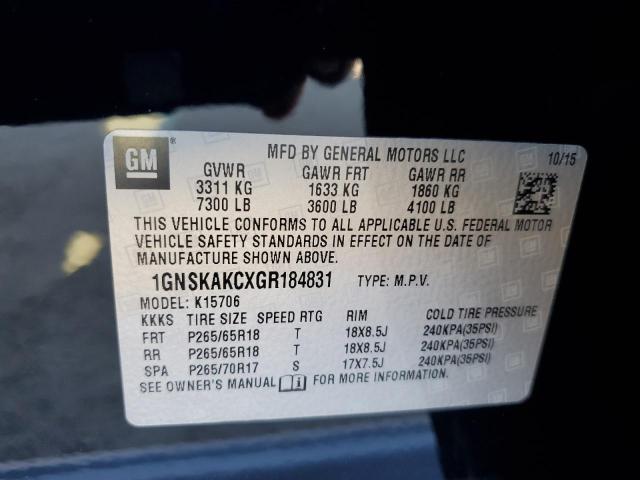 GM ® MFD BY GENERAL MOTORS LLC 10/15
GVWR GAWR FRT GAWR RR
3311 KG 1633 KG 1860 KG
7300 LB 3600 LB 4100 LB
THIS VEHICLE CONFORMS TO ALL APPLICABLE U.S. FEDERAL MOTOR
VEHICLE SAFETY STANDARDS IN EFFECT ON THE DATE OF
MANUFACTURE SHOWN ABOVE.
1GNSKAKCXGR184831 TYPE: M.P.V.
MODEL: K15706
KKKS TIRE SIZE SPEED RTG RIM COLD TIRE PRESSURE
FRT P265/65R18 T 18X8.5J 240KPA(35PSI)
RR P265/65R18 T 18X8.5J 240KPA(35PSI)
SPA P265/70R17 S 17X7.5J 240KPA(35PSI)
SEE OWNER'S MANUAL i FOR MORE INFORMATION.